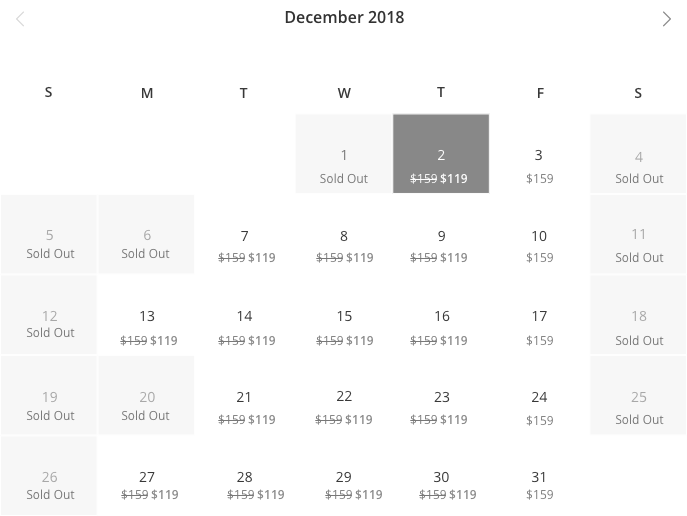 December 2018
S M T W T F S
1 2 3 4
Sold Out $159 $119 $159 Sold Out
5 6 7 8 9 10 11
Sold Out Sold Out $159 $119 $159 $119 $159 $119 $159 Sold Out
12 13 14 15 16 17 18
Sold Out $159 $119 $159 $119 $159 $119 $159 $119 $159 Sold Out
19 20 21 22 23 24 25
Sold Out Sold Out $159 $119 $159 $119 $159 $119 $159 Sold Out
26 27 28 29 30 31
Sold Out $159 $119 $159 $119 $159 $119 $159 $119 $159